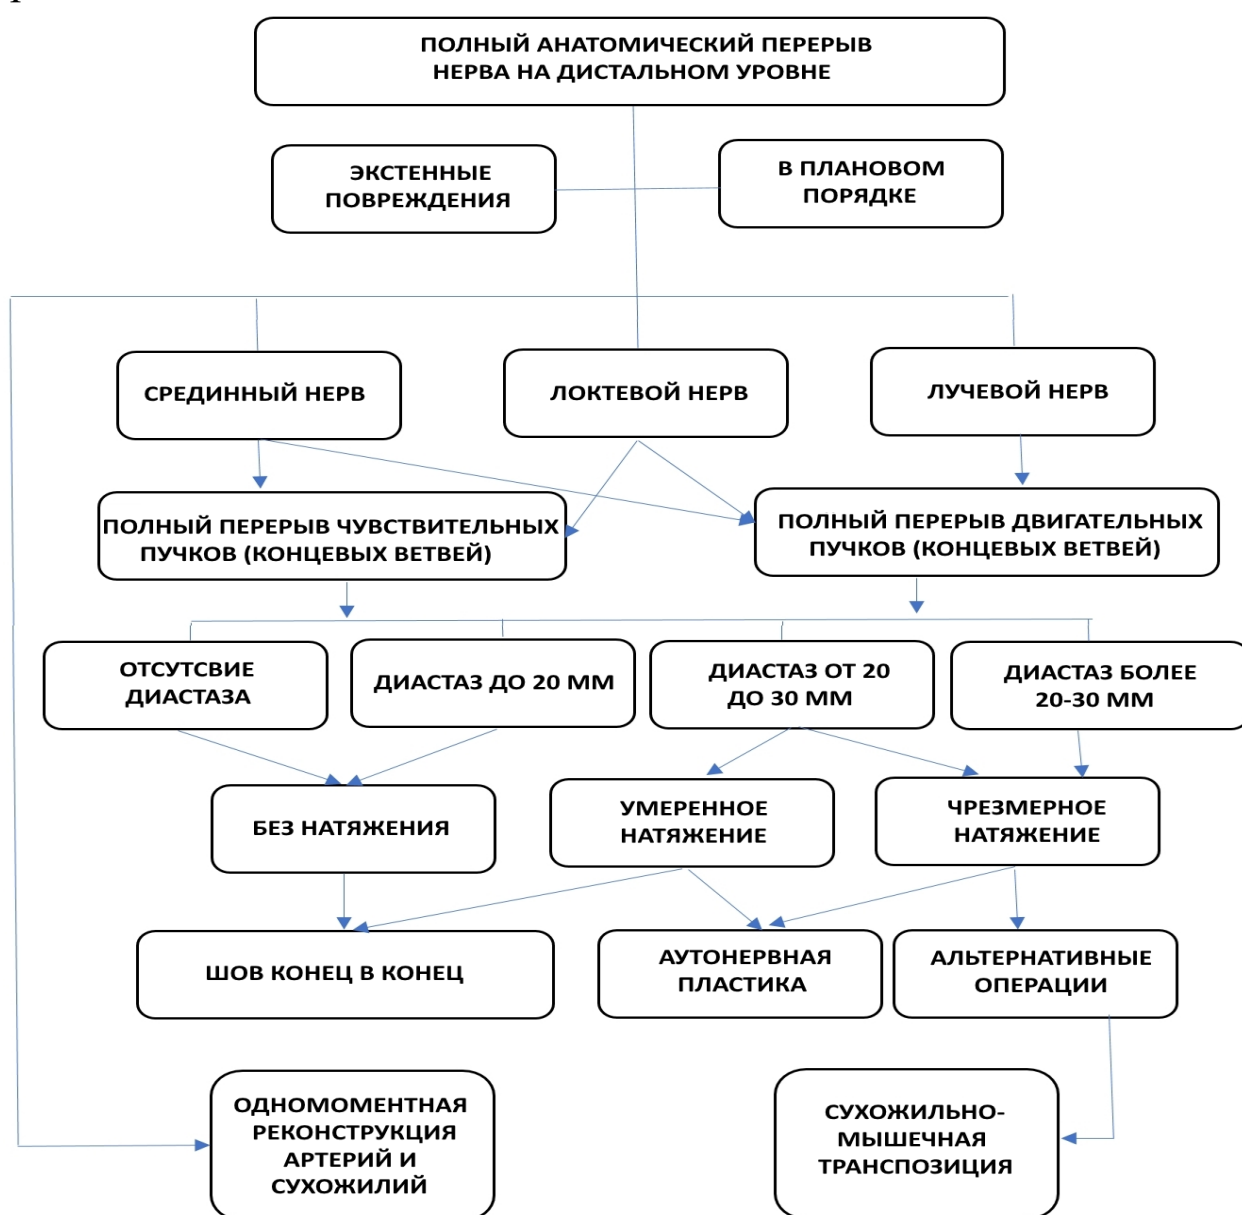 ПОЛНЫЙ АНАТОМИЧЕСКИЙ ПЕРЕРЫВ
НЕРВА НА ДИСТАЛЬНОМ УРОВНЕ
ЭКСТЕННЫЕ
ПОВРЕЖДЕНИЯ
В ПЛАНОВОМ
ПОРЯДКЕ
СРЕДИННЫЙ НЕРВ
ЛОКТЕВОЙ НЕРВ
ЛУЧЕВОЙ НЕРВ
ПОЛНЫЙ ПЕРЕРЫВ ЧУВСТВИТЕЛЬНЫХ
ПУЧКОВ (КОНЦЕВЫХ ВЕТВЕЙ)
ПОЛНЫЙ ПЕРЕРЫВ ДВИГАТЕЛЬНЫХ
ПУЧКОВ (КОНЦЕВЫХ ВЕТВЕЙ)
ОТСУТСВИЕ
ДИАСТАЗА
ДИАСТАЗ ДО 20 ММ
ДИАСТАЗ ОТ 20
ДО 30 ММ
ДИАСТАЗ БОЛЕЕ
20-30 ММ
БЕЗ НАТЯЖЕНИЯ
УМЕРЕННОЕ
НАТЯЖЕНИЕ
ЧРЕЗМЕРНОЕ
НАТЯЖЕНИЕ
ШОВ КОНЕЦ В КОНЕЦ
АУТОНЕРВНАЯ
ПЛАСТИКА
АЛЬТЕРНАТИВНЫЕ
ОПЕРАЦИИ
ОДНОМОМЕНТНАЯ
РЕКОНСТРУКЦИЯ
АРТЕРИЙ И
СУХОЖИЛИЙ
СУХОЖИЛЬНО-
МЫШЕЧНАЯ
ТРАНСПОЗИЦИЯ